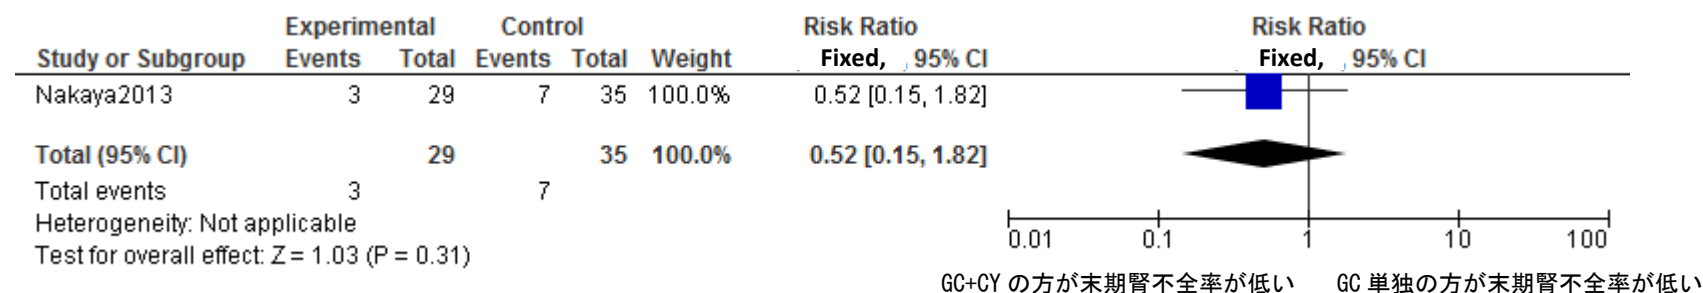 Experimental Control Risk Ratio Risk Ratio
Study or Subgroup Events Total Events Total Weight Fixed, , 95% CI Fixed, , 95% CI
Nakaya2013 3 29 7 35 100.0% 0.52 [0.15, 1.82]
Total (95% CI) 29 35 100.0% 0.52 [0.15, 1.82]
Total events 3 7
Heterogeneity: Not applicable
Test for overall effect: Z = 1.03 (P = 0.31)
0.01 0.1 1 10 100
GC+CY の方が末期腎不全率が低い GC 単独の方が末期腎不全率が低い